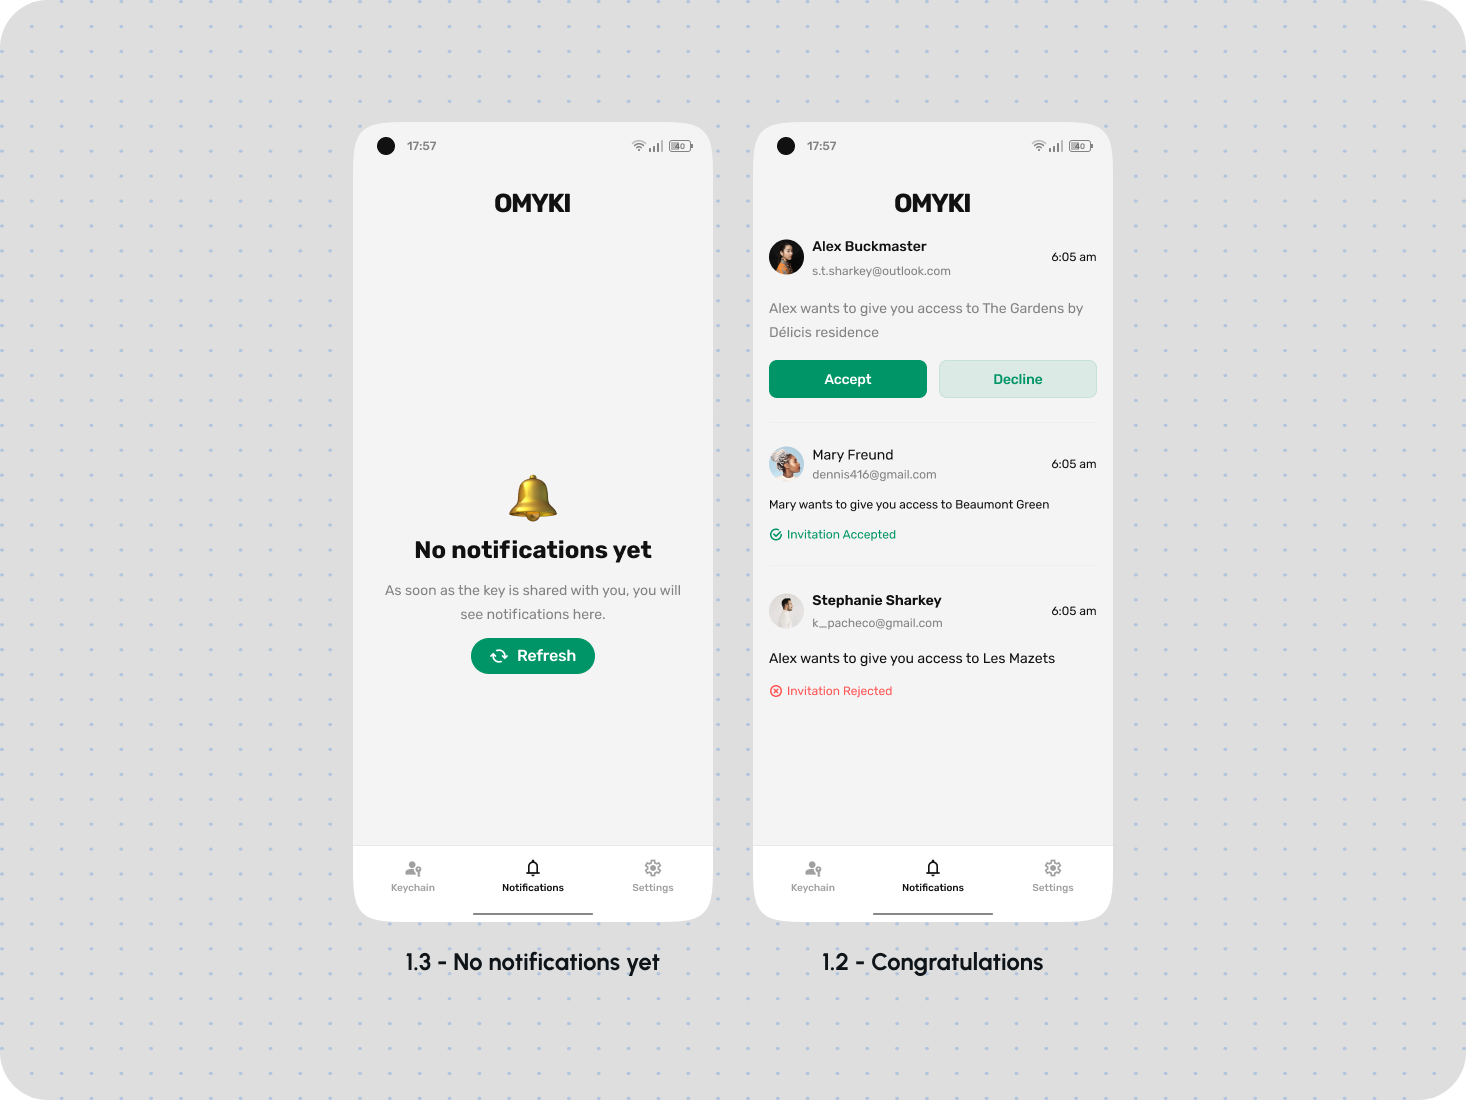 17:57
40
OMYKI
No notifications yet
As soon as the key is shared with you, you will
see notifications here.
Refresh
Keychain
Notifications
Settings
1.3 - No notifications yet
17:57
40
OMYKI
Alex Buckmaster
6:05 am
s.t.sharkey@outlook.com
Alex wants to give you access to The Gardens by
Délicis residence
Accept
Decline
Mary Freund
6:05 am
dennis416@gmail.com
Mary wants to give you access to Beaumont Green
Invitation Accepted
Stephanie Sharkey
6:05 am
k_pacheco@gmail.com
Alex wants to give you access to Les Mazets
Invitation Rejected
Keychain
Notifications
Settings
1.2 - Congratulations